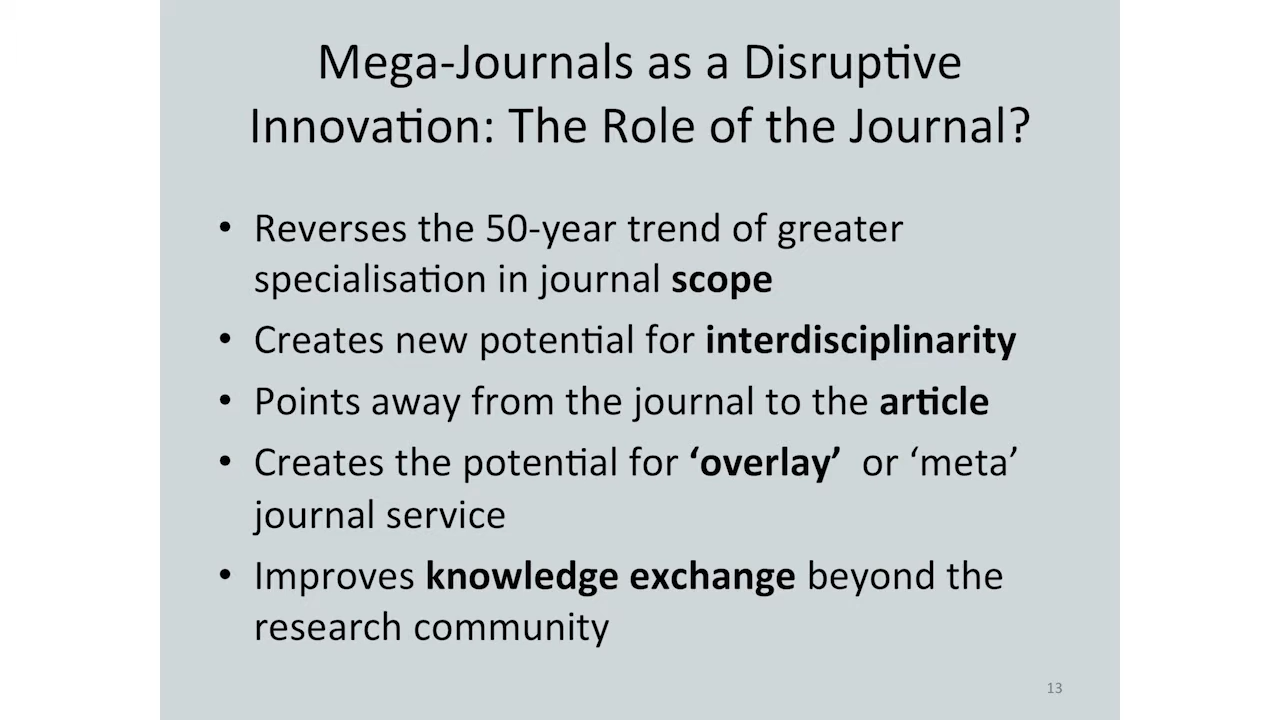 Mega-Journals as a Disruptive
Innovation: The Role of the Journal?
• Reverses the 50-year trend of greater
specialisation in journal scope
• Creates new potential for interdisciplinarity
• Points away from the journal to the article
• Creates the potential for ‘overlay’ or ‘meta’
journal service
• Improves knowledge exchange beyond the
research community
13